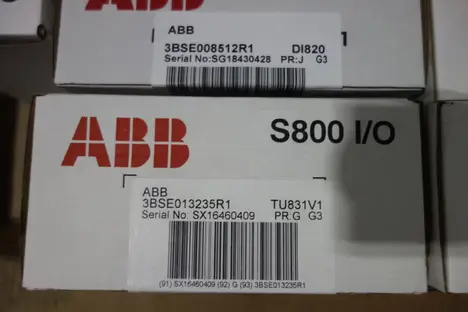 ABB
3BSE008512R1 DI820
Serial No:SG18430428 PR:J G3
ABB S800 I/O
ABB
3BSE013235R1 TU831V1
Serial No: SX16460409 PR:G G3
(91) SX16460409 (92) G (93) 3BSE013235R1